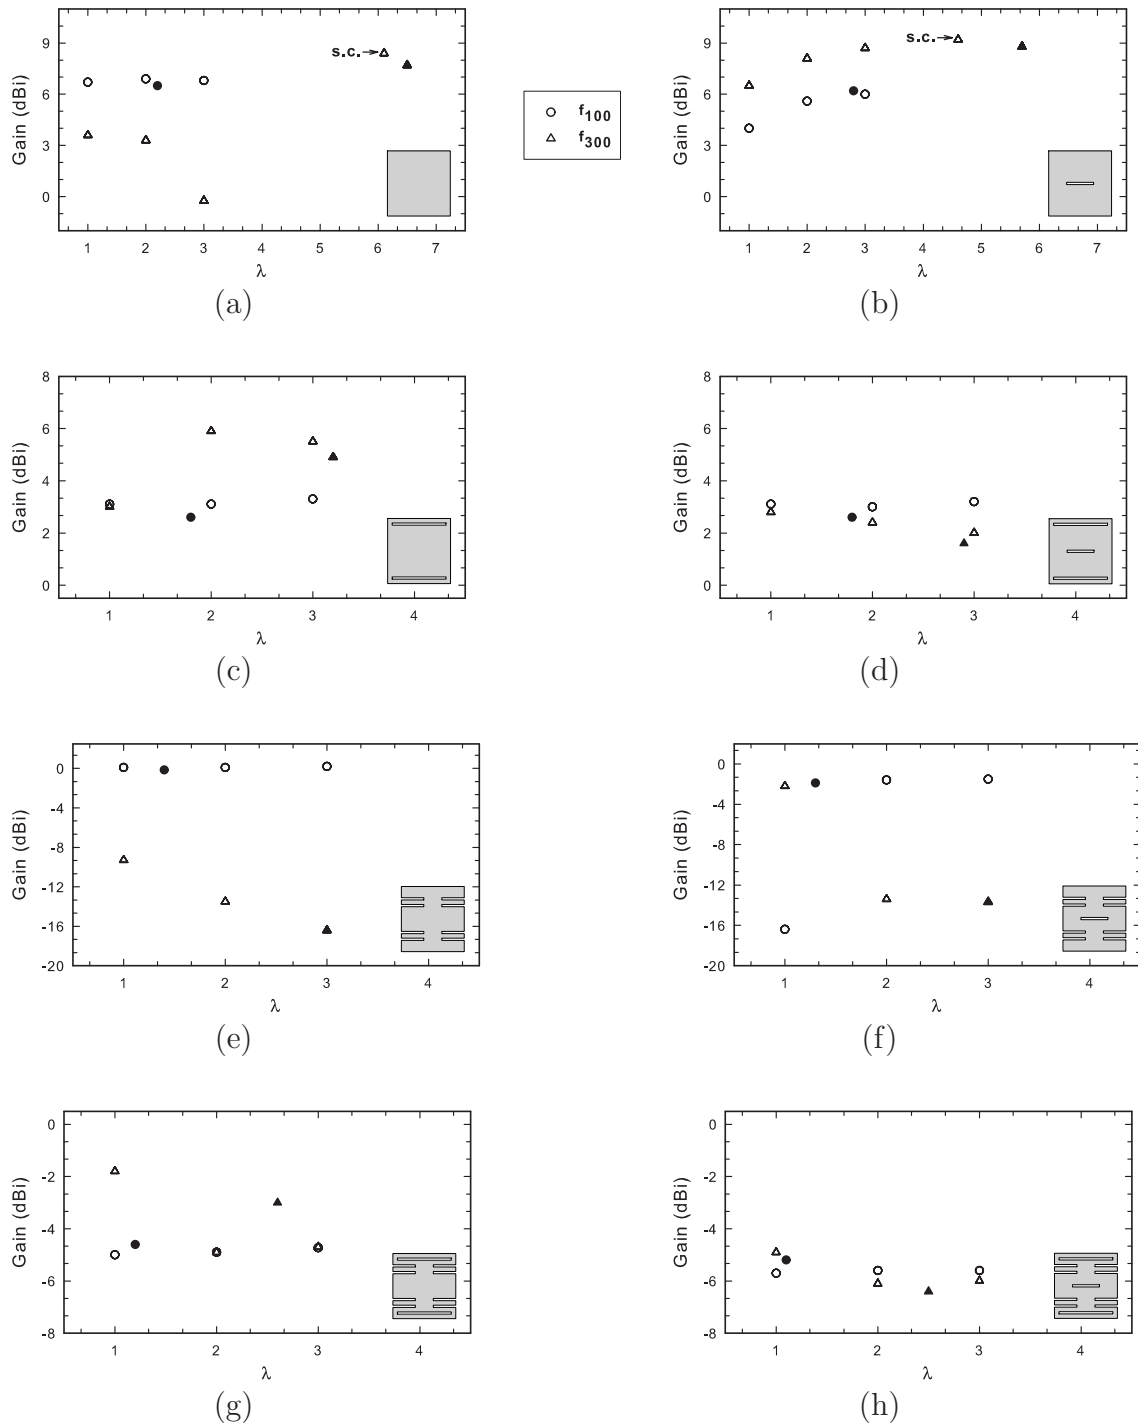 Gain (dBi)
9
6
3
0
s.c.
1 2 3 4 5 6 7
λ
(a)
f100
f300
Gain (dBi)
9
6
3
0
s.c.
1 2 3 4 5 6 7
λ
(b)
Gain (dBi)
8
6
4
2
0
1 2 3 4
λ
(c)
Gain (dBi)
8
6
4
2
0
1 2 3 4
λ
(d)
Gain (dBi)
0
-4
-8
-12
-16
-20
1 2 3 4
λ
(e)
Gain (dBi)
0
-4
-8
-12
-16
-20
1 2 3 4
λ
(f)
Gain (dBi)
0
-2
-4
-6
-8
1 2 3 4
λ
(g)
Gain (dBi)
0
-2
-4
-6
-8
1 2 3 4
λ
(h)